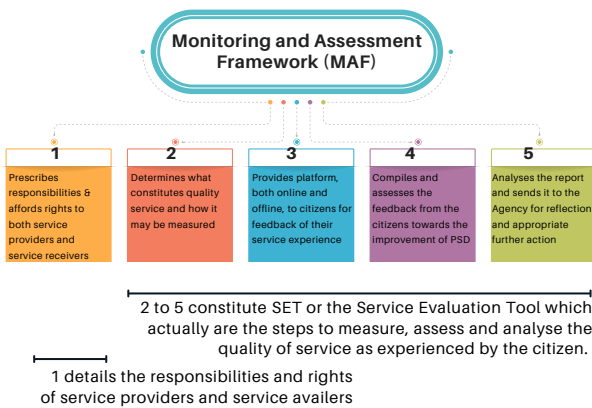 Monitoring and Assessment
Framework (MAF)
1
Prescribes
responsibilities &
affords rights to
both service
providers and
service receivers
2
Determines what
constitutes quality
service and how it
may be measured
3
Provides platform,
both online and
offline, to citizens for
feedback of their
service experience
4
Compiles and
assesses the
feedback from the
citizens towards the
improvement of PSD
5
Analyses the report
and sends it to the
Agency for reflection
and appropriate
further action
2 to 5 constitute SET or the Service Evaluation Tool which
actually are the steps to measure, assess and analyse the
quality of service as experienced by the citizen.
1 details the responsibilities and rights
of service providers and service availers